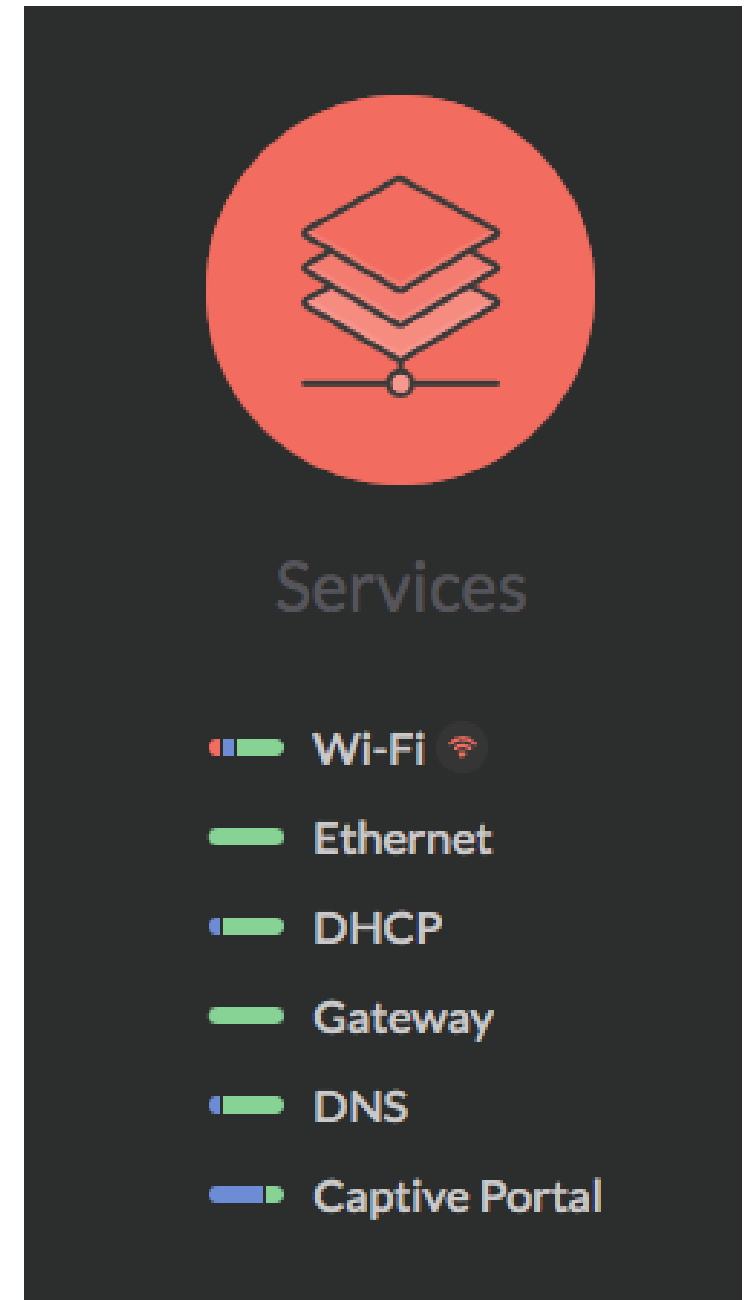 Services
Wi-Fi
Ethernet
DHCP
Gateway
DNS
Captive Portal